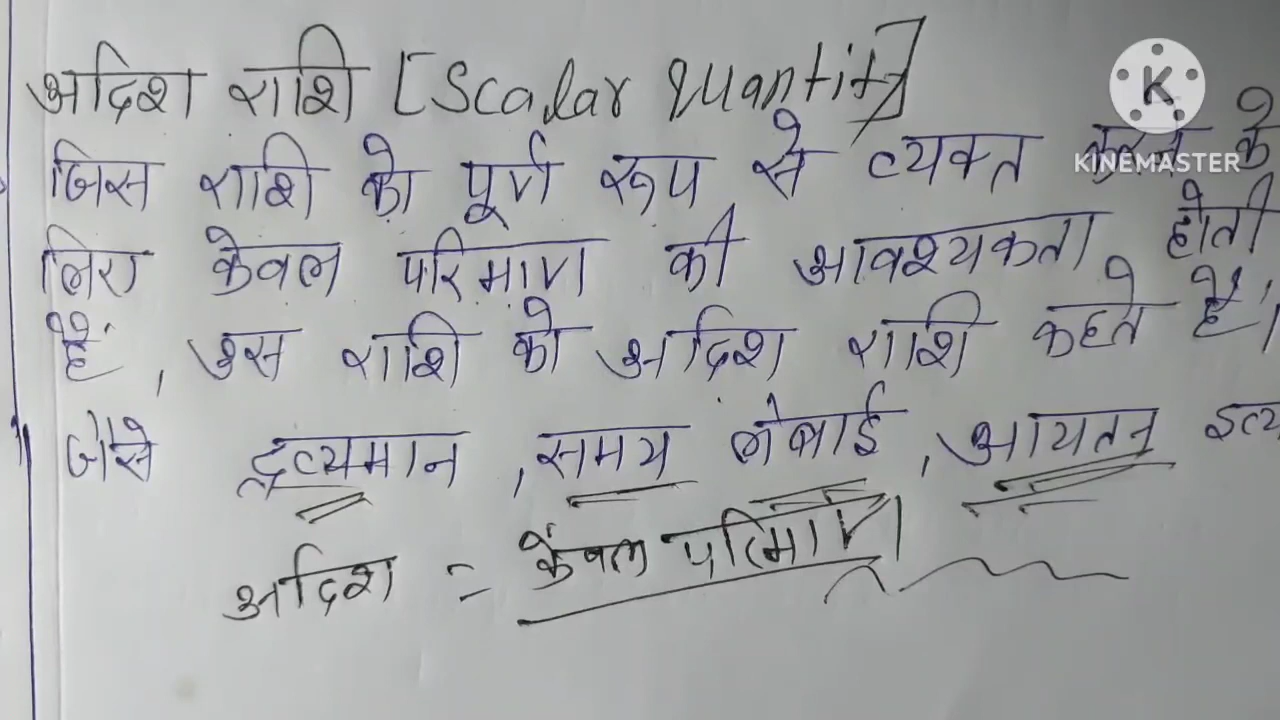 अदिश राशि [Scalar quantity]
जिस राशि को पूर्ण रूप से व्यक्त करने के
लिए केवल परिमाण की आवश्यकता होती
हैं, उस राशि को अदिश राशि कहते हैं।
जैसे द्रव्यमान, समय लंबाई, आयतन इत्य
अदिश = केवल परिमाण
K
KINEMASTER